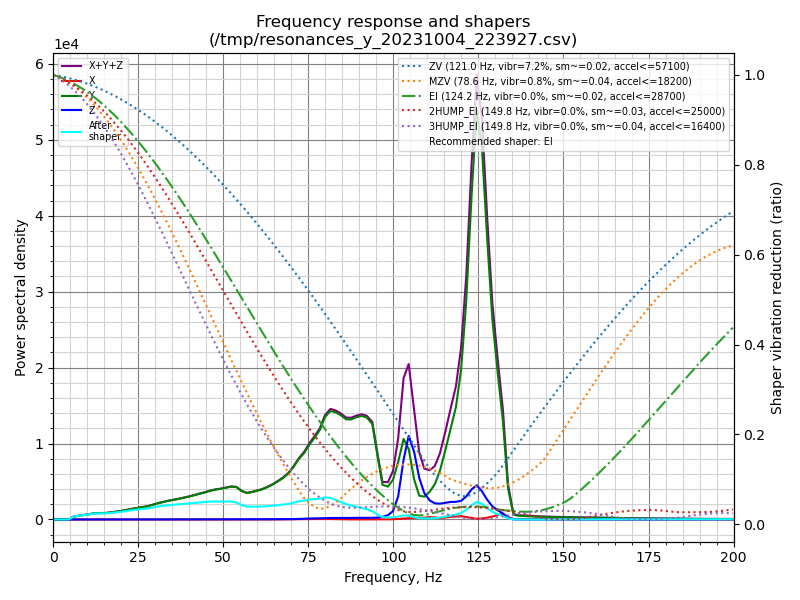 Frequency response and shapers
(/tmp/resonances_y_20231004_223927.csv)
1e4
X+Y+Z
X
Y
Z
After
shaper
ZV (121.0 Hz, vibr=7.2%, sm~=0.02, accel<=57100)
MZV (78.6 Hz, vibr=0.8%, sm~=0.04, accel<=18200)
EI (124.2 Hz, vibr=0.0%, sm~=0.02, accel<=28700)
2HUMP_EI (149.8 Hz, vibr=0.0%, sm~=0.03, accel<=25000)
3HUMP_EI (149.8 Hz, vibr=0.0%, sm~=0.04, accel<=16400)
Recommended shaper: EI
Power spectral density
6
5
4
3
2
1
0
1.0
0.8
0.6
0.4
0.2
0.0
Shaper vibration reduction (ratio)
0 25 50 75 100 125 150 175 200
Frequency, Hz